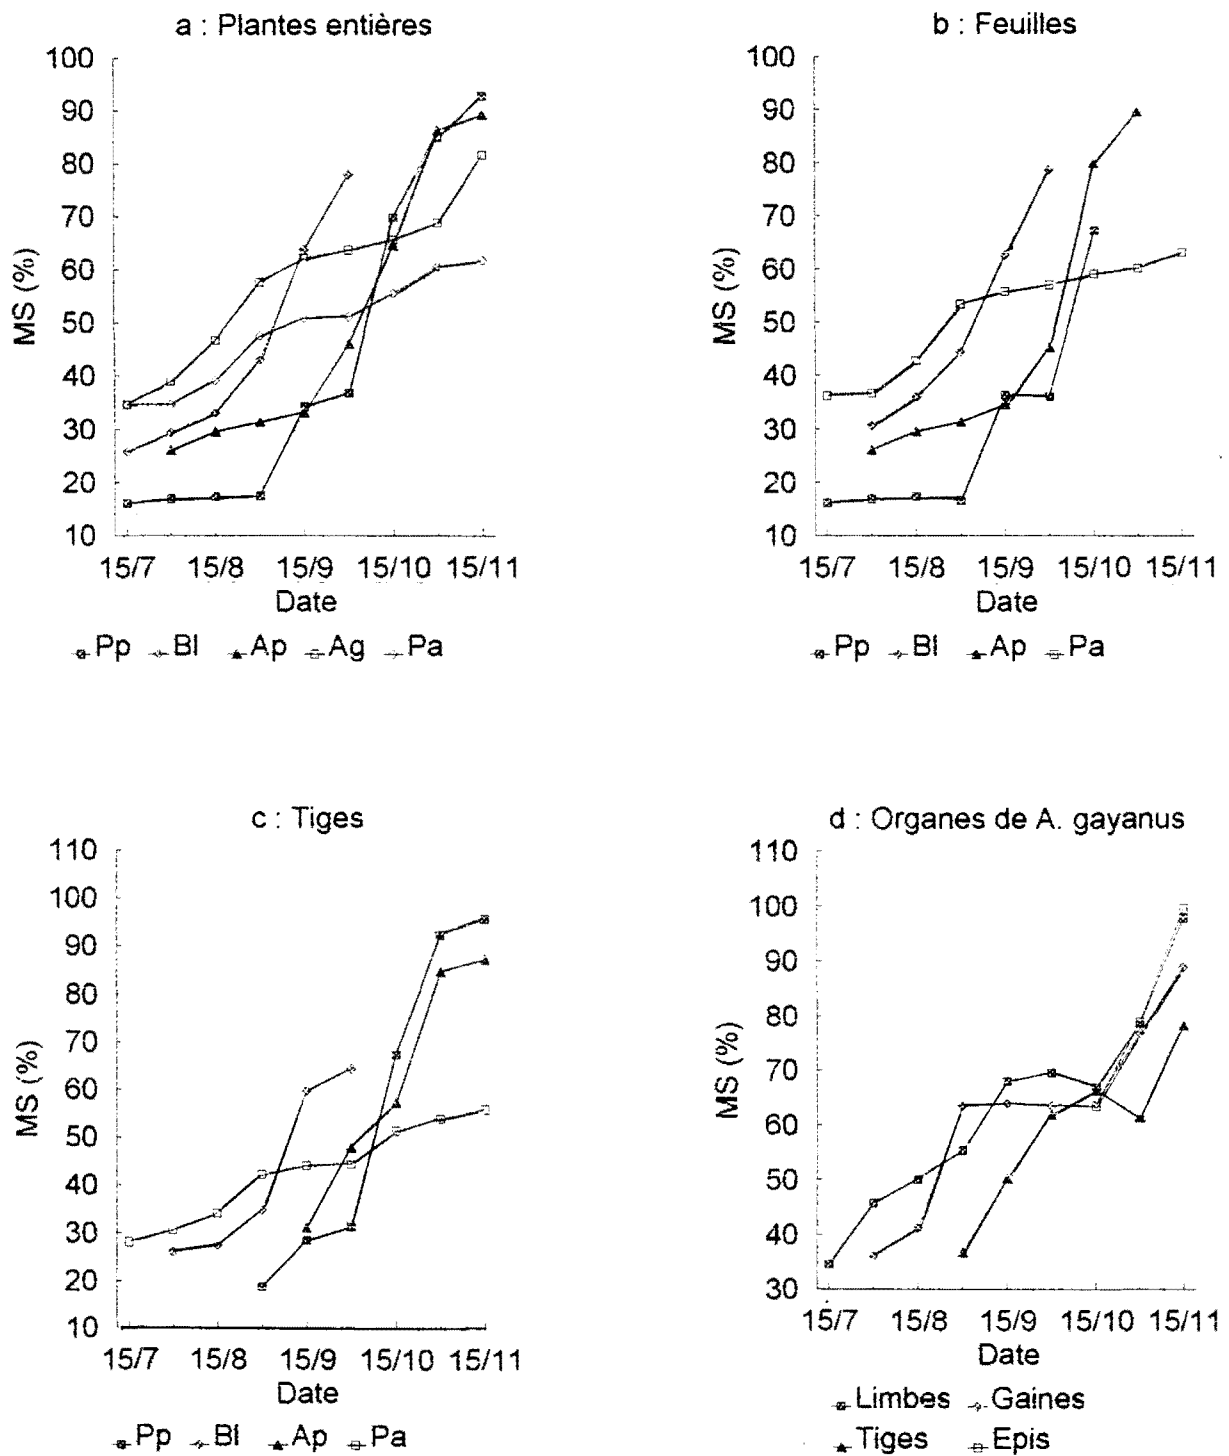 a : Plantes entières
100
90
80
70
60
50
40
30
20
10
MS (%)
15/7 15/8 15/9 15/10 15/11
Date
Pp Bl Ap Ag Pa
b : Feuilles
100
90
80
70
60
50
40
30
20
10
MS (%)
15/7 15/8 15/9 15/10 15/11
Date
Pp Bl Ap Pa
c : Tiges
110
100
90
80
70
60
50
40
30
20
10
MS (%)
15/7 15/8 15/9 15/10 15/11
Date
Pp Bl Ap Pa
d : Organes de A. gayanus
110
100
90
80
70
60
50
40
30
MS (%)
15/7 15/8 15/9 15/10 15/11
Date
Limbes Gaines
Tiges Epis